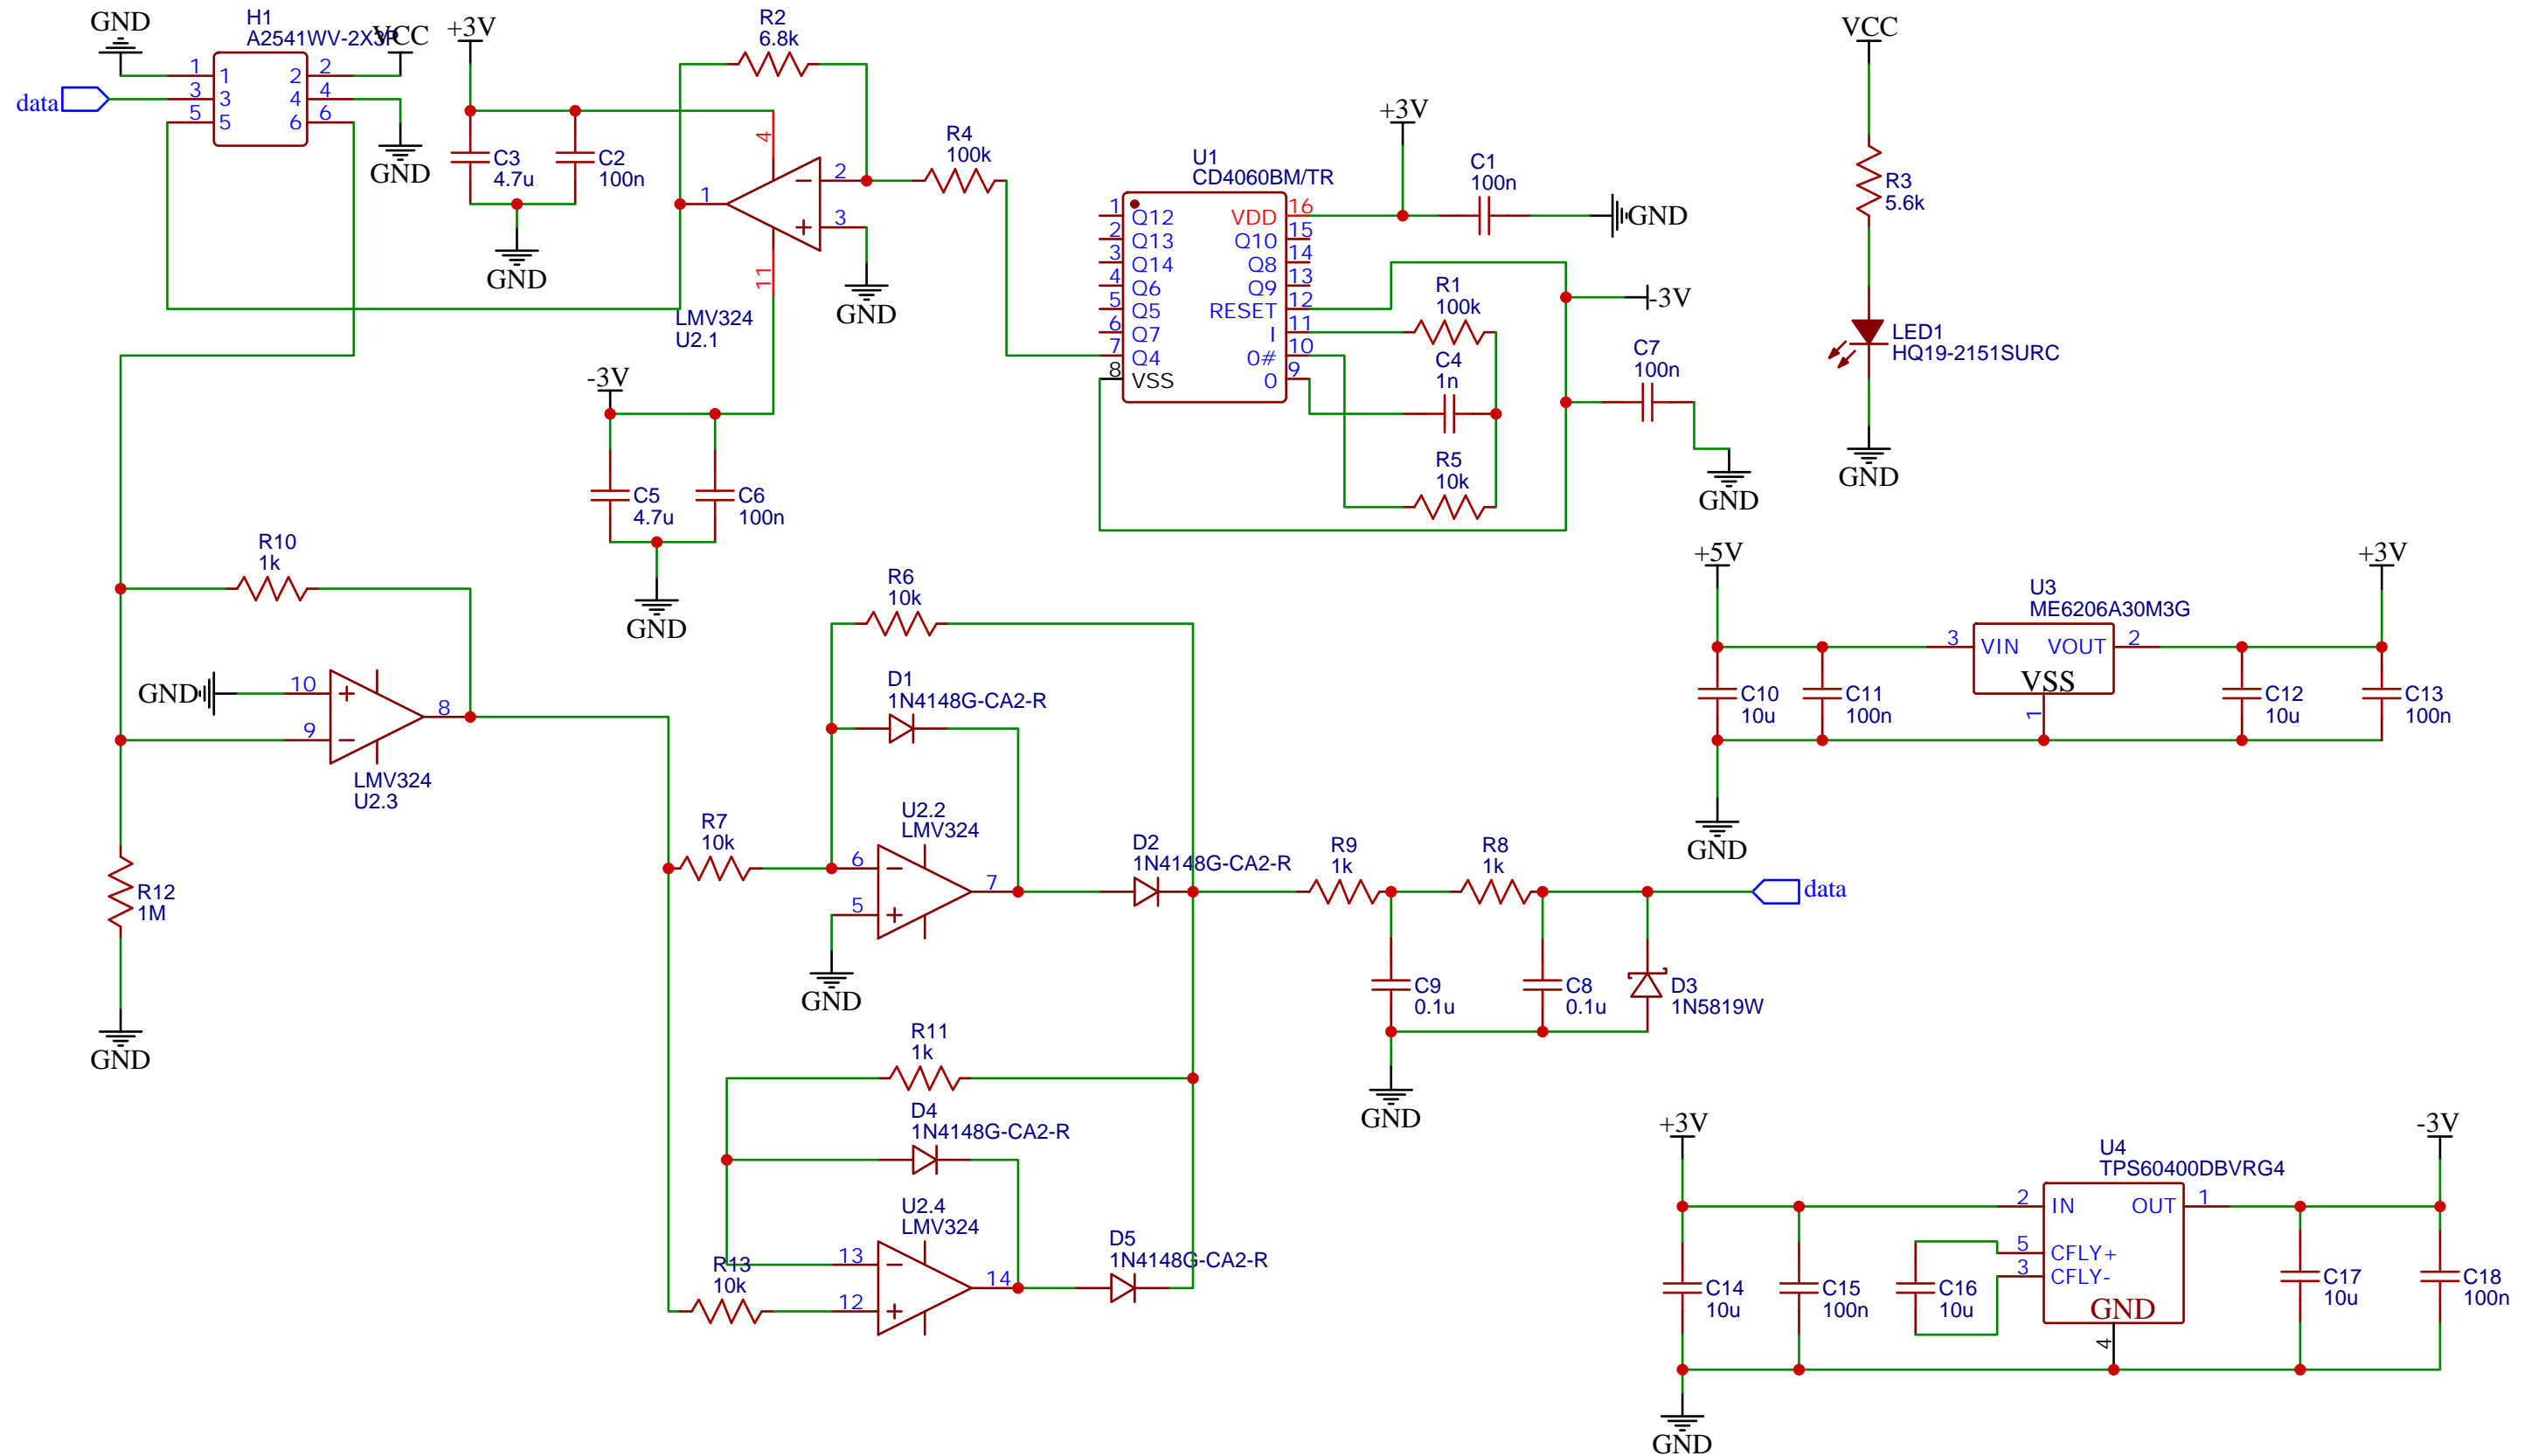 GND
H1
A2541WV-2X3P
VCC
+3V
1 1 2 2
data
3 3 4 4
5 5 6 6
GND
C3
4.7u
C2
100n
GND
R2
6.8k
4
1
2
3
11
LMV324
U2.1
GND
R4
100k
-3V
C5
4.7u
C6
100n
GND
U1
CD4060BM/TR
1 Q12 VDD 16
2 Q13 Q10 15
3 Q14 Q8 14
4 Q6 Q9 13
5 Q5 RESET 12
6 Q7 I 11
7 Q4 O# 10
8 VSS O 9
+3V
C1
100n
GND
R1
100k
C4
1n
R5
10k
-3V
C7
100n
GND
VCC
R3
5.6k
LED1
HQ19-2151SURC
GND
R10
1k
GND
10
9
8
LMV324
U2.3
R12
1M
GND
R6
10k
D1
1N4148G-CA2-R
U2.2
LMV324
R7
10k
6
5
7
GND
D2
1N4148G-CA2-R
R9
1k
R8
1k
data
C9
0.1u
C8
0.1u
D3
1N5819W
GND
R11
1k
D4
1N4148G-CA2-R
U2.4
LMV324
R13
10k
13
12
14
D5
1N4148G-CA2-R
+5V
+3V
U3
ME6206A30M3G
3 VIN VOUT 2
VSS
1
C10
10u
C11
100n
C12
10u
C13
100n
GND
+3V
-3V
U4
TPS60400DBVRG4
2 IN OUT 1
5 CFLY+
3 CFLY-
GND
4
C14
10u
C15
100n
C16
10u
C17
10u
C18
100n
GND